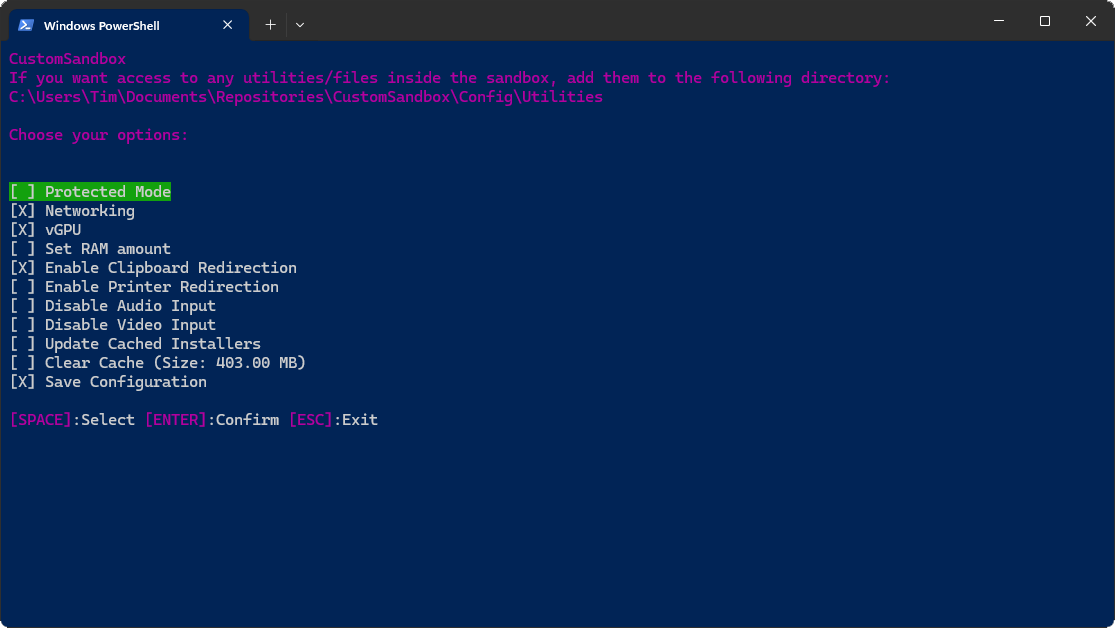 Windows PowerShell
CustomSandbox
If you want access to any utilities/files inside the sandbox, add them to the following directory:
C:\Users\Tim\Documents\Repositories\CustomSandbox\Config\Utilities
Choose your options:
[ ] Protected Mode
[X] Networking
[X] vGPU
[ ] Set RAM amount
[X] Enable Clipboard Redirection
[ ] Enable Printer Redirection
[ ] Disable Audio Input
[ ] Disable Video Input
[ ] Update Cached Installers
[ ] Clear Cache (Size: 403.00 MB)
[X] Save Configuration
[SPACE]:Select [ENTER]:Confirm [ESC]:Exit